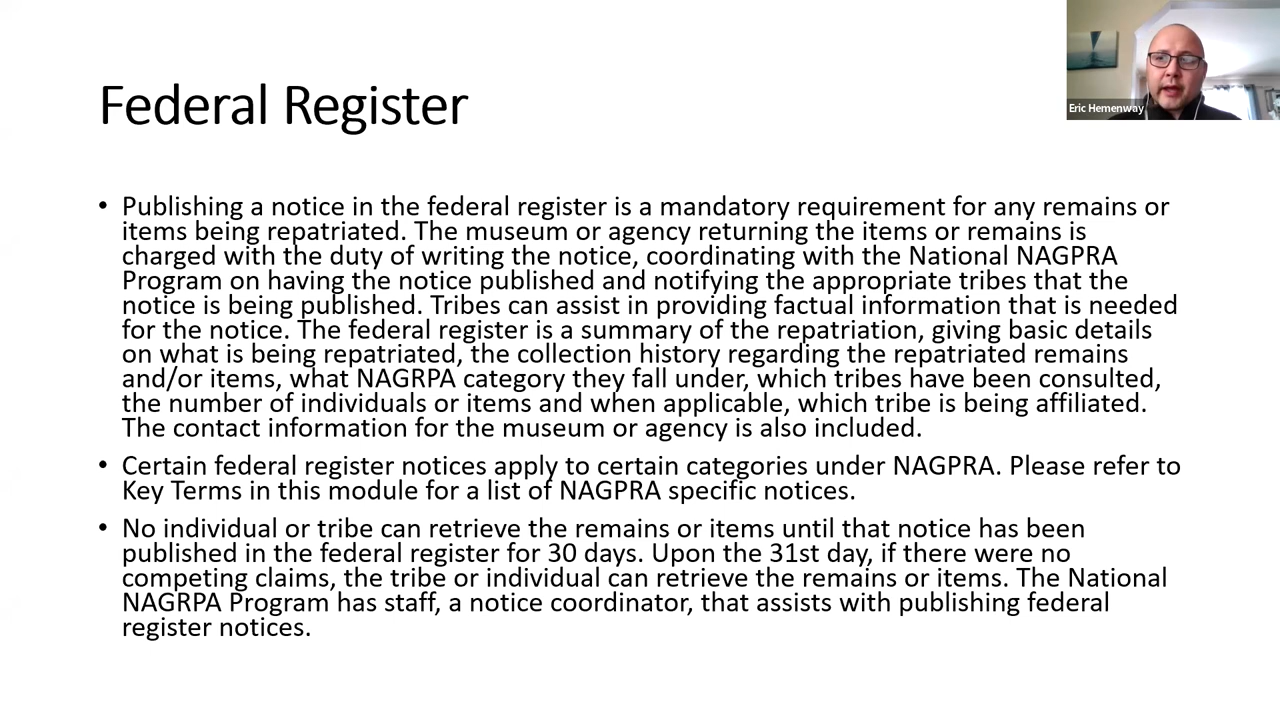 Federal Register
Eric Hemenway
• Publishing a notice in the federal register is a mandatory requirement for any remains or
items being repatriated. The museum or agency returning the items or remains is
charged with the duty of writing the notice, coordinating with the National NAGPRA
Program on having the notice published and notifying the appropriate tribes that the
notice is being published. Tribes can assist in providing factual information that is needed
for the notice. The federal register is a summary of the repatriation, giving basic details
on what is being repatriated, the collection history regarding the repatriated remains
and/or items, what NAGRPA category they fall under, which tribes have been consulted,
the number of individuals or items and when applicable, which tribe is being affiliated.
The contact information for the museum or agency is also included.
• Certain federal register notices apply to certain categories under NAGPRA. Please refer to
Key Terms in this module for a list of NAGPRA specific notices.
• No individual or tribe can retrieve the remains or items until that notice has been
published in the federal register for 30 days. Upon the 31st day, if there were no
competing claims, the tribe or individual can retrieve the remains or items. The National
NAGRPA Program has staff, a notice coordinator, that assists with publishing federal
register notices.